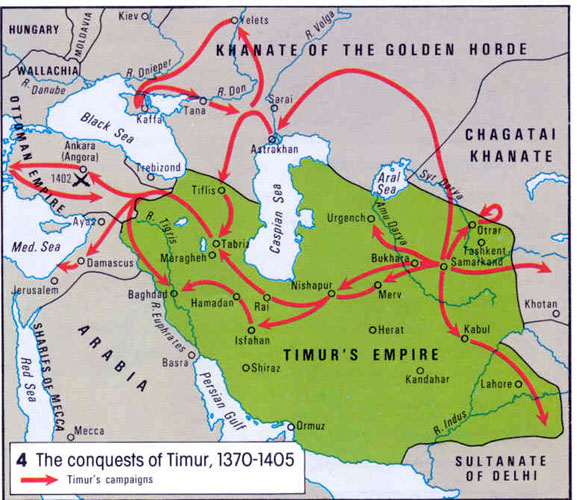 Kiev
Yelets
R. Volga
HUNGARY
MOLDAVIA
KHANATE OF THE GOLDEN HORDE
WALLACHIA
R. Dnieper
R. Danube
R. Don
Kaffa
Tana
Sarai
Black Sea
Astrakhan
CHAGATAI
KHANATE
OTTOMAN EMPIRE
Ankara
(Angora)
1402
Trebizond
Tiflis
Caspian Sea
Aral
Sea
Syr Darya
Urgench
Amu Darya
Otrar
Tashkent
Ayas
R. Tigris
Tabriz
Maragheh
Bukhara
Samarkand
Med. Sea
Damascus
Jerusalem
Baghdad
Hamadan
Rai
Nishapur
Merv
Khotan
R. Euphrates
Isfahan
Herat
Kabul
ARABIA
SHARIFS OF MECCA
Red Sea
Basra
Shiraz
TIMUR'S EMPIRE
Kandahar
Lahore
Persian Gulf
Ormuz
R. Indus
Mecca
SULTANATE
OF DELHI
4 The conquests of Timur, 1370-1405
Timur's campaigns